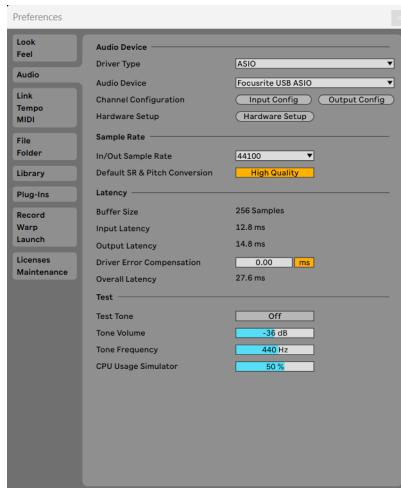 Preferences
Look
Feel
Audio
Link
Tempo
MIDI
File
Folder
Library
Plug-Ins
Record
Warp
Launch
Licenses
Maintenance
Audio Device
Driver Type ASIO
Audio Device Focusrite USB ASIO
Channel Configuration Input Config Output Config
Hardware Setup Hardware Setup
Sample Rate
In/Out Sample Rate 44100
Default SR & Pitch Conversion High Quality
Latency
Buffer Size 256 Samples
Input Latency 12.8 ms
Output Latency 14.8 ms
Driver Error Compensation 0.00 ms
Overall Latency 27.6 ms
Test
Test Tone Off
Tone Volume -36 dB
Tone Frequency 440 Hz
CPU Usage Simulator 50 %